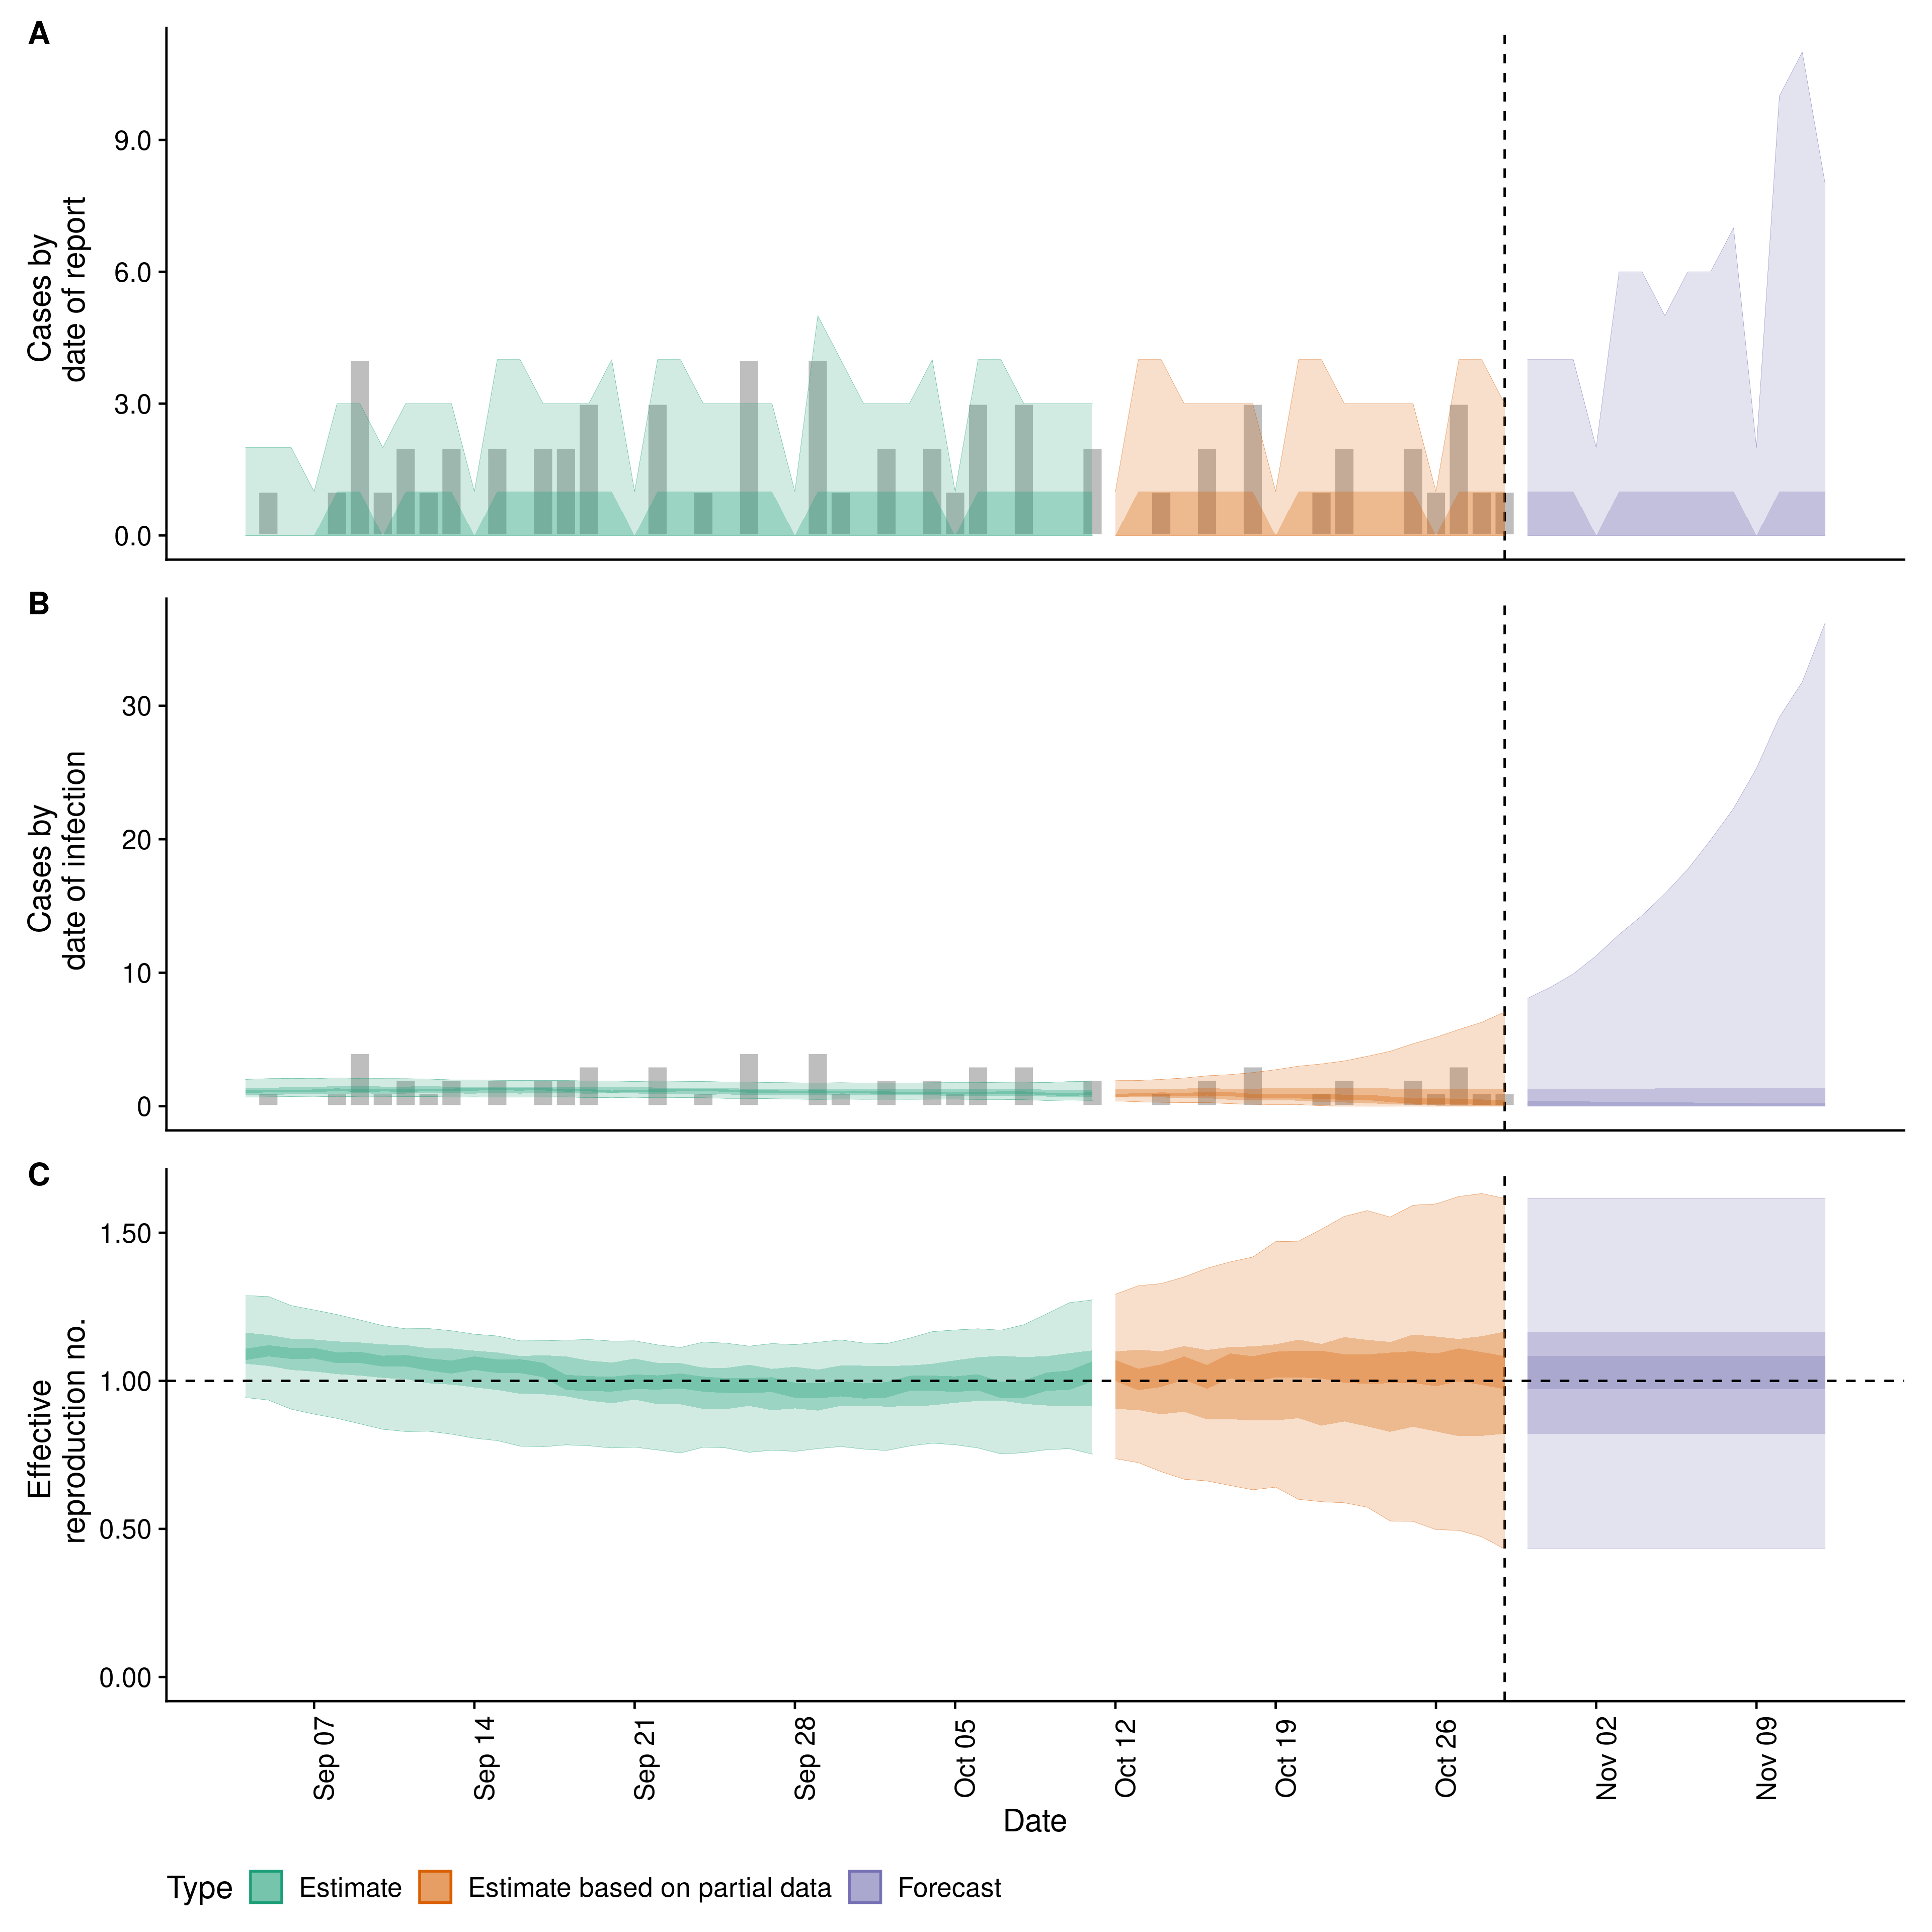 A
Cases by
date of report
9.0
6.0
3.0
0.0
B
Cases by
date of infection
30
20
10
0
C
Effective
reproduction no.
1.50
1.00
0.50
0.00
Sep 07
Sep 14
Sep 21
Sep 28
Oct 05
Oct 12
Oct 19
Oct 26
Nov 02
Nov 09
Date
Type
Estimate
Estimate based on partial data
Forecast